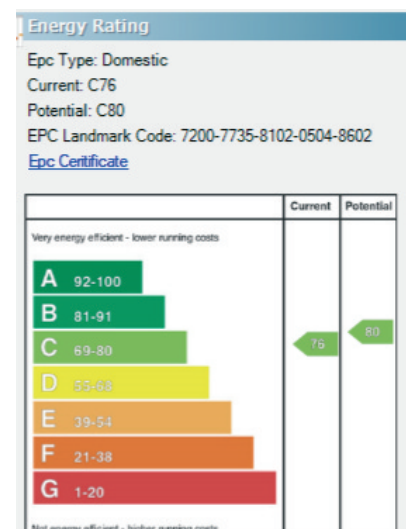 Energy Rating
Epc Type: Domestic
Current: C76
Potential: C80
EPC Landmark Code: 7200-7735-8102-0504-8602
Epc Ceritificate
Current Potential
Very energy efficient - lower running costs
A 92-100
B 81-91
C 69-80
76
80
D 55-68
E 39-54
F 21-38
G 1-20
Not energy efficient - higher running costs